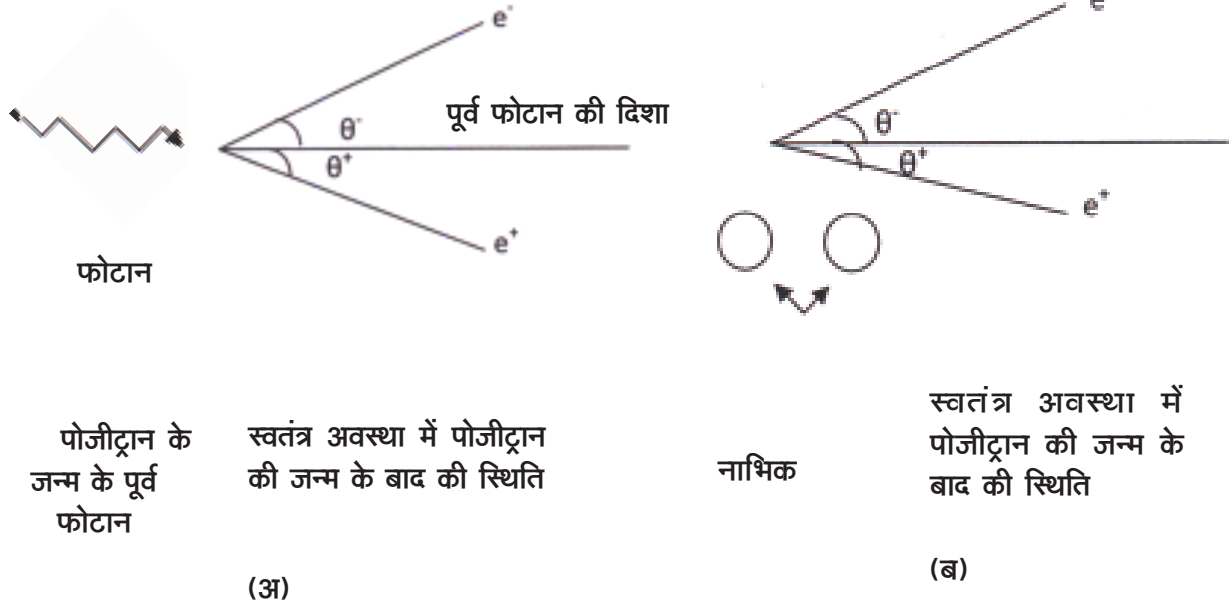 e⁻
θ⁻
पूर्व फोटान की दिशा
θ⁺
e⁺
फोटान
e
θ⁻
θ⁺
e⁺
पोजीट्रान के
जन्म के पूर्व
फोटान
स्वतंत्र अवस्था में पोजीट्रान
की जन्म के बाद की स्थिति
(अ)
नाभिक
स्वतंत्र अवस्था में
पोजीट्रान की जन्म के
बाद की स्थिति
(ब)